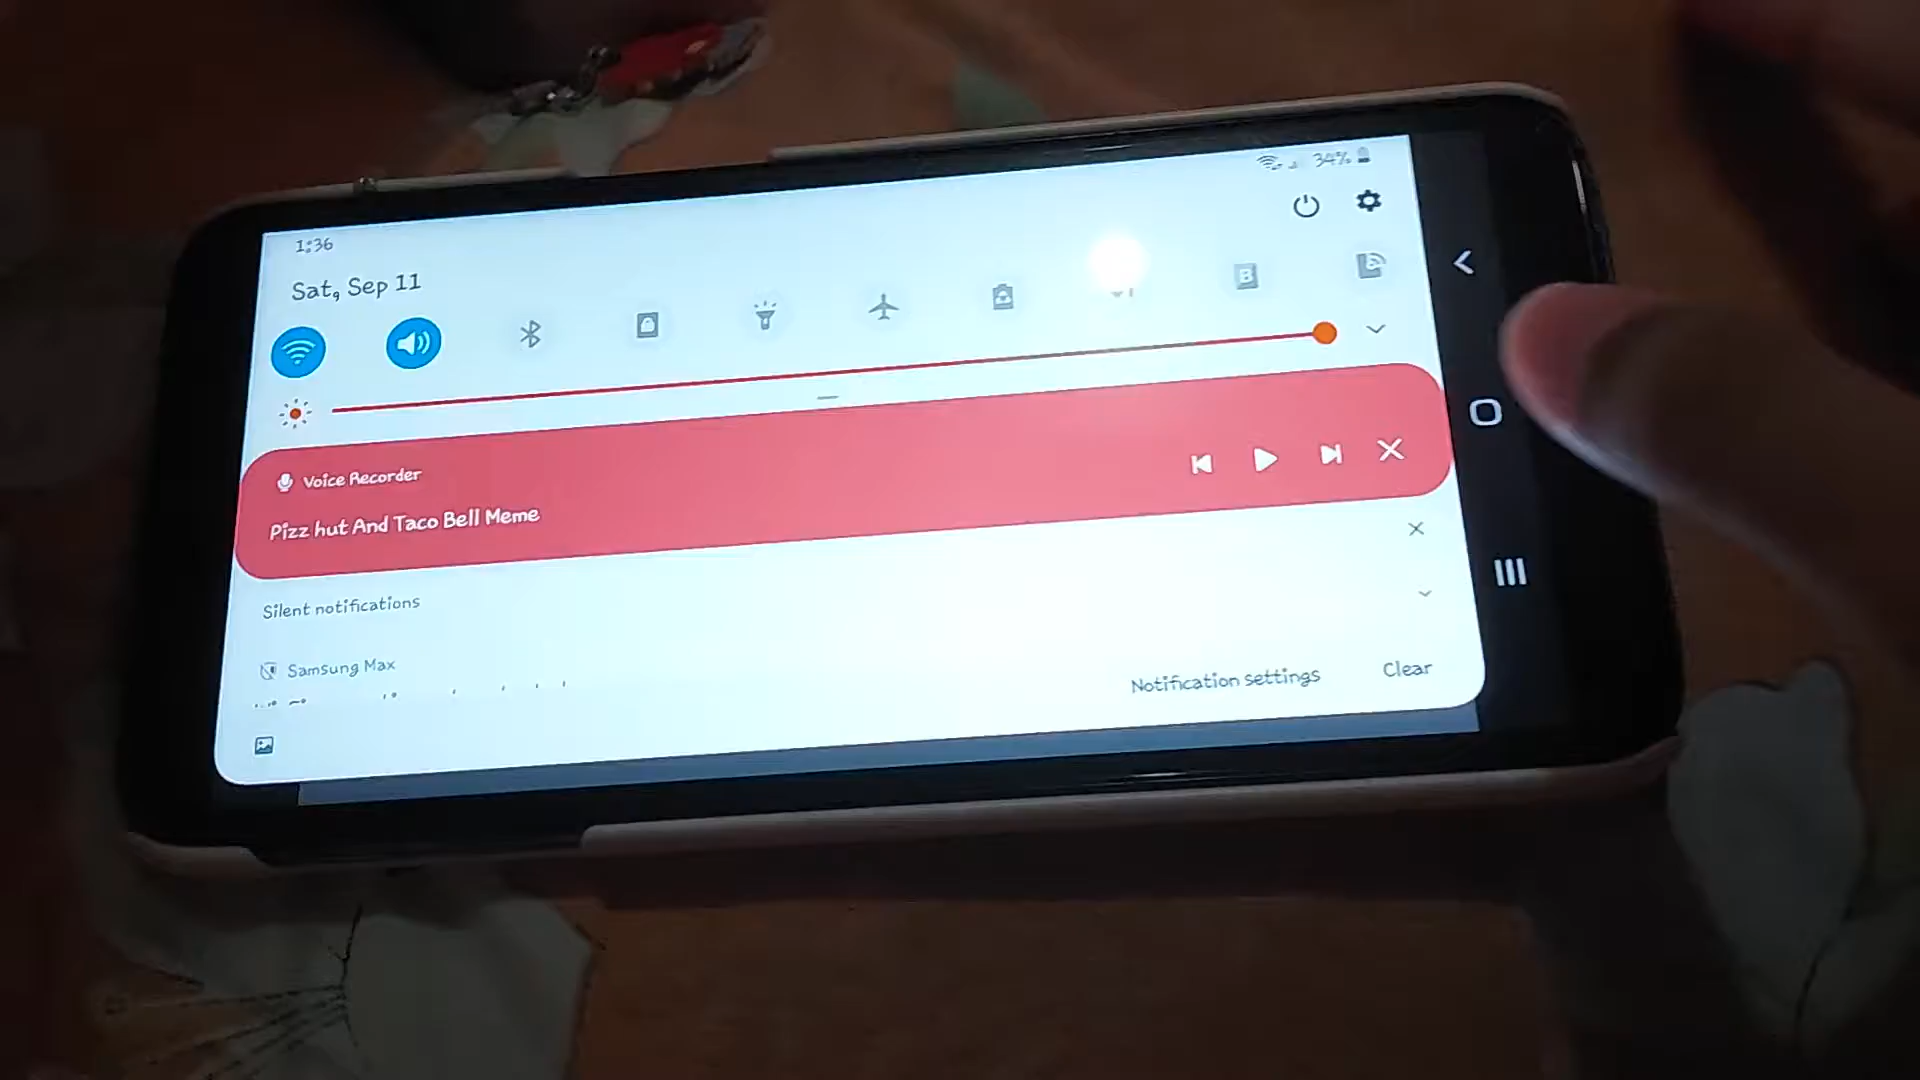 34%
1:36
Sat, Sep 11
B
Voice Recorder
Pizz hut And Taco Bell Meme
Silent notifications
Samsung Max
Notification settings
Clear